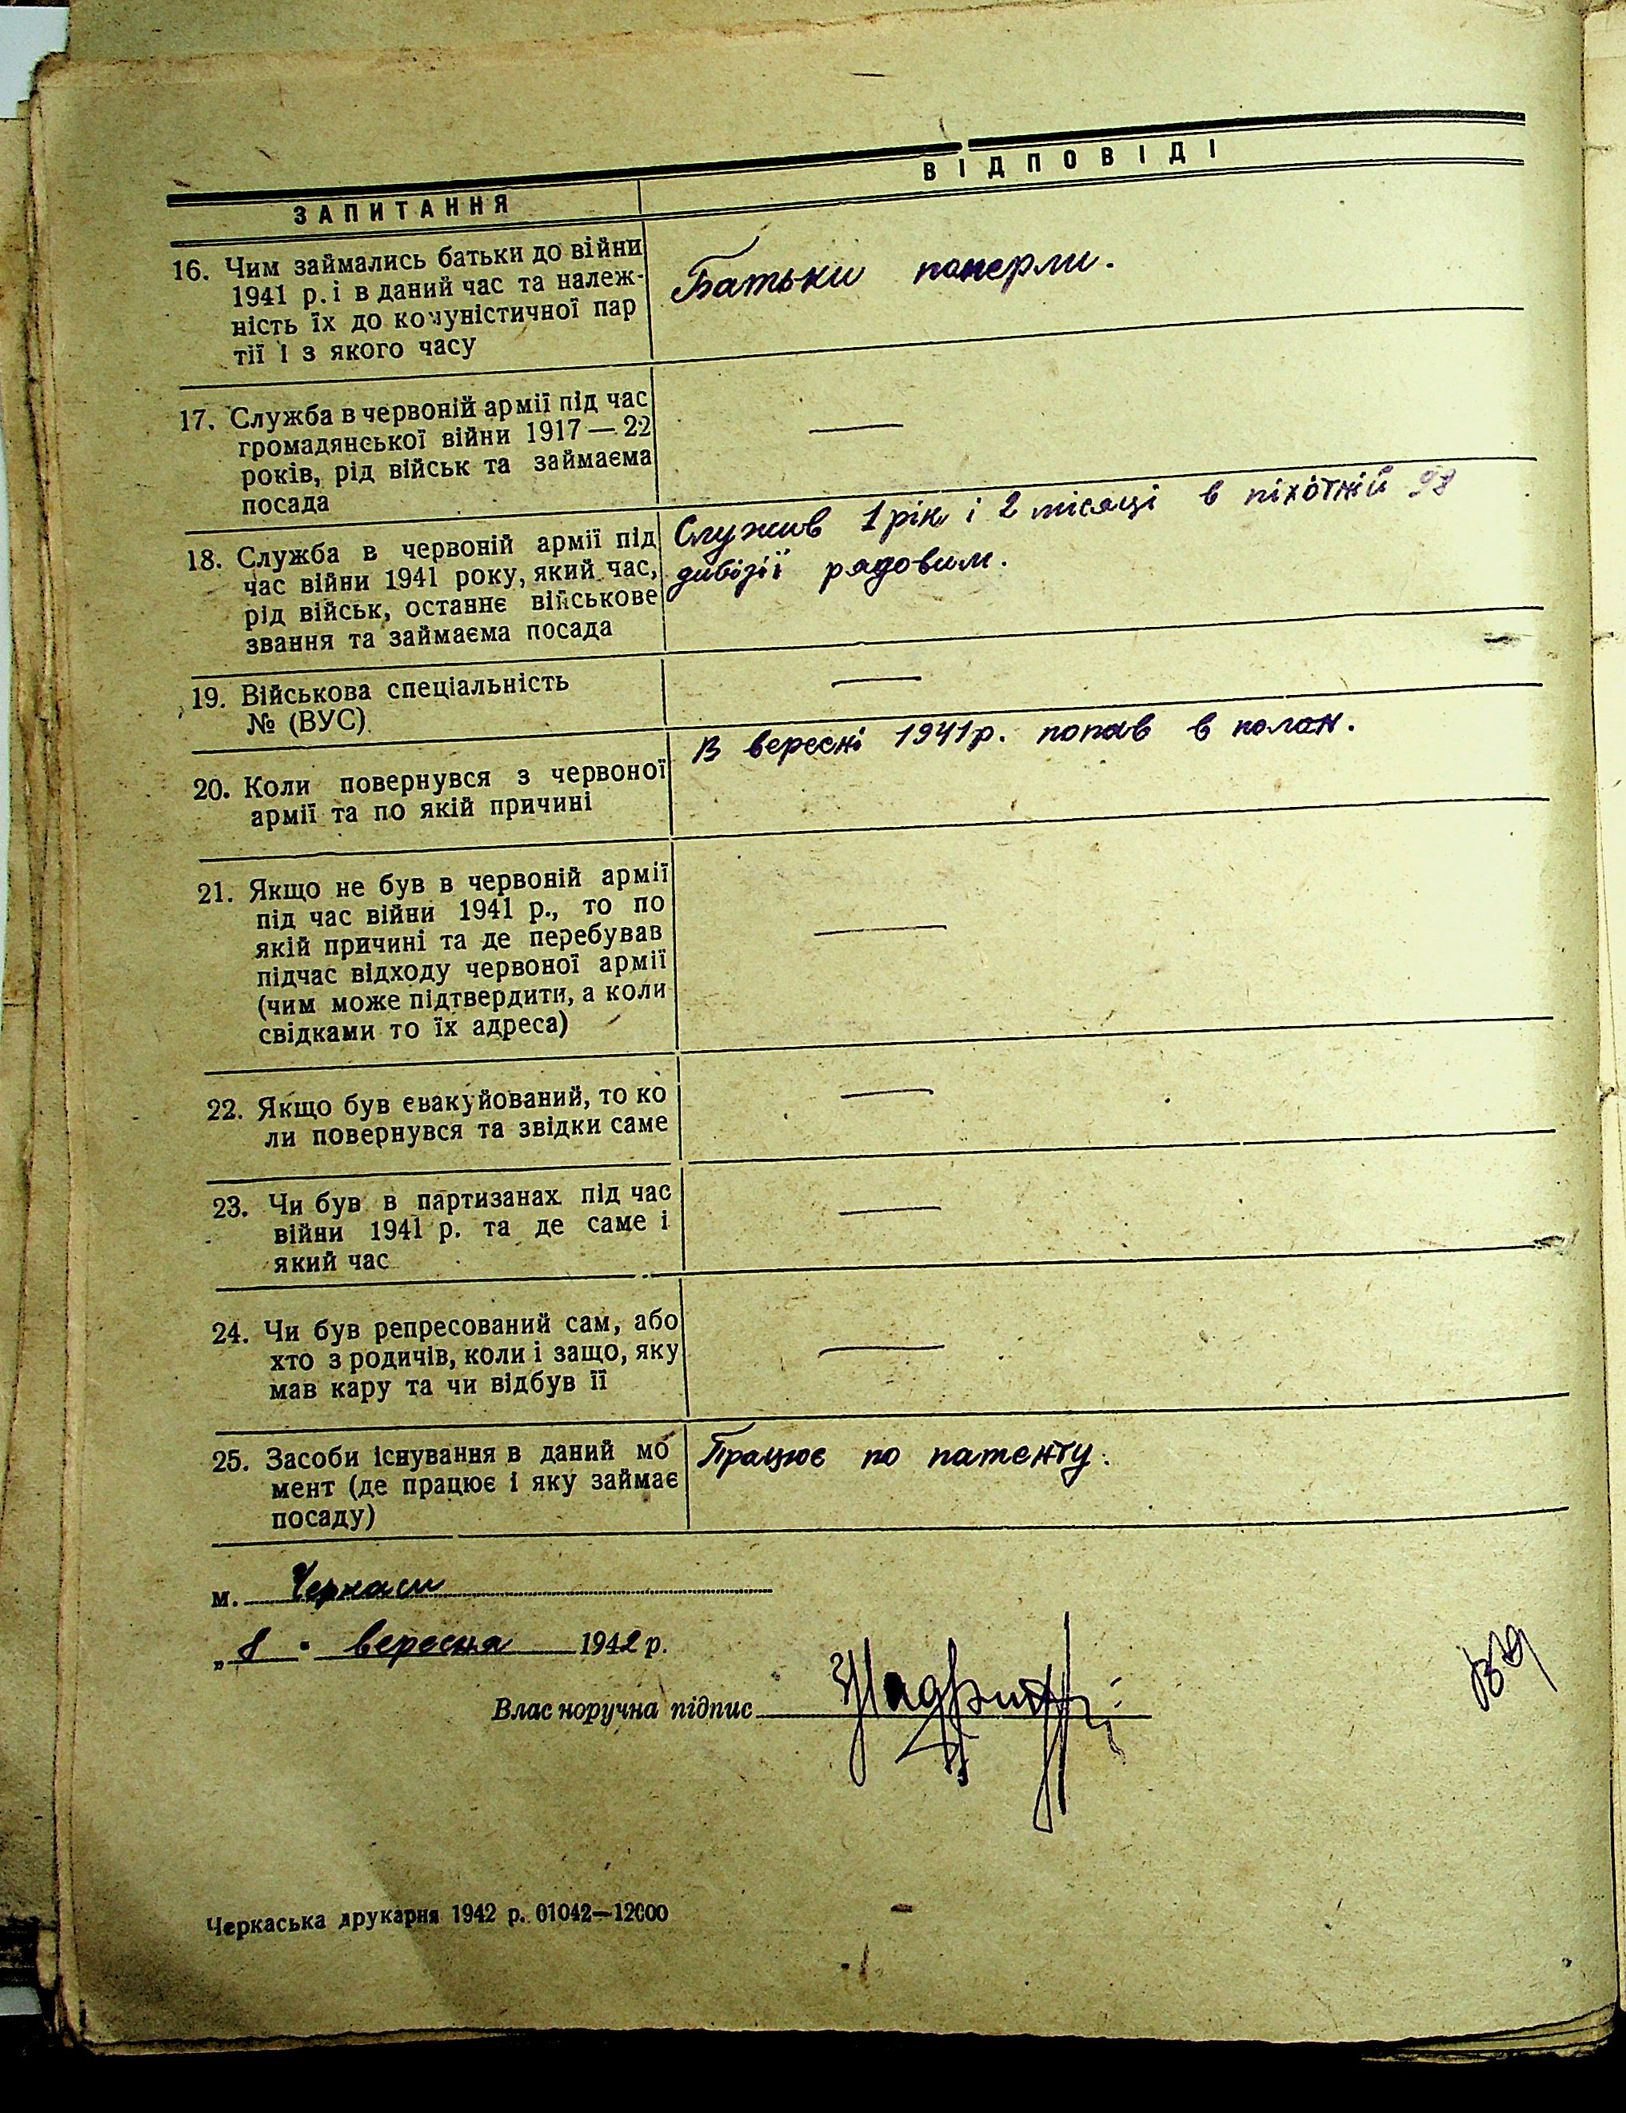 ЗАПИТАННЯ
ВІДПОВІДІ
16. Чим займались батьки до війни
1941 р. і в даний час та належ-
ність їх до комуністичної пар
тії і з якого часу
Батьки померли.
17. Служба в червоній армії під час
громадянської війни 1917—22
років, рід військ та займаєма
посада
—
18. Служба в червоній армії під
час війни 1941 року, який час,
рід військ, останнє військове
звання та займаєма посада
Служив 1 рік і 2 місяці в піхотній 98
дивізії рядовим.
19. Військова спеціальність
№ (ВУС)
—
20. Коли повернувся з червоної
армії та по якій причині
В вересні 1941 р. попав в полон.
21. Якщо не був в червоній армії
під час війни 1941 р., то по
якій причині та де перебував
підчас відходу червоної армії
(чим може підтвердити, а коли
свідками то їх адреса)
—
22. Якщо був евакуйований, то ко
ли повернувся та звідки саме
—
23. Чи був в партизанах під час
війни 1941 р. та де саме і
який час
—
24. Чи був репресований сам, або
хто з родичів, коли і защо, яку
мав кару та чи відбув її
—
25. Засоби існування в даний мо
мент (де працює і яку займає
посаду)
Працює по патенту.
м. Черкаси
„8" вересня 1942 р.
Власноручна підпис
Черкаська друкарня 1942 р. 01042—12000